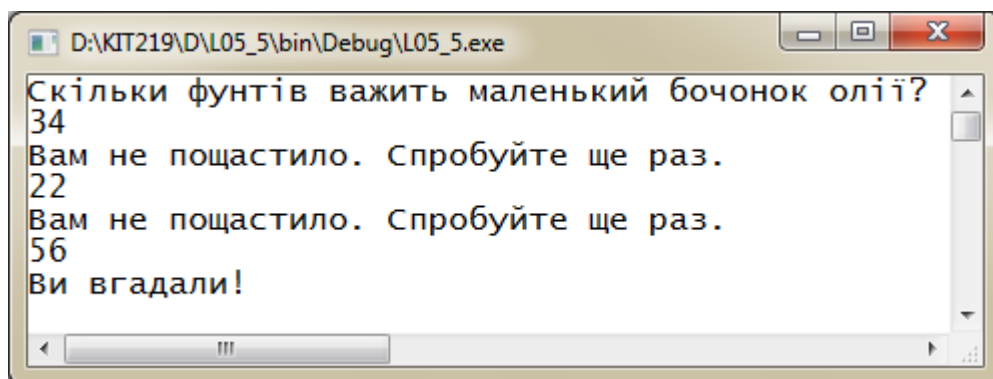 D:\KIT219\D\L05_5\bin\Debug\L05_5.exe
Скільки фунтів важить маленький бочонок олії?
34
Вам не пощастило. Спробуйте ще раз.
22
Вам не пощастило. Спробуйте ще раз.
56
Ви вгадали!